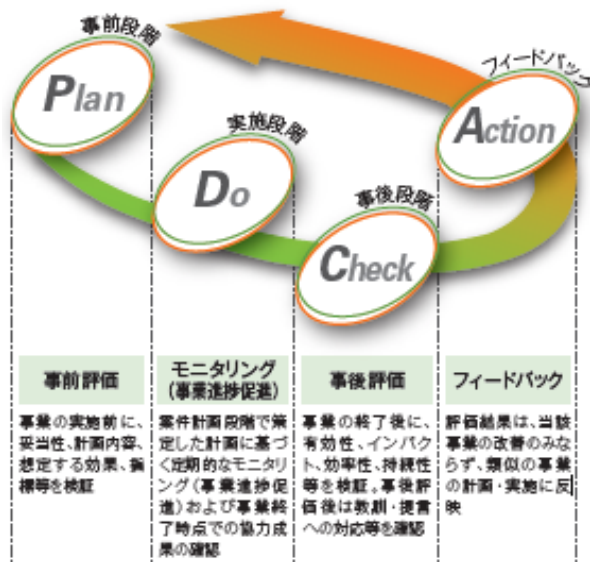 事前段階
Plan
実施段階
Do
事後段階
Check
フィードバック
Action
事前評価
事業の実施前に、
妥当性、計画内容、
想定する効果、指
標等を検証
モニタリング
(事業進捗促進)
案件計画段階で策
定した計画に基づ
く定期的なモニタリ
ング(事業進捗促
進)および事業終
了時点での協力成
果の確認
事後評価
事業の終了後に、
有効性、インパク
ト、効率性、持続性
等を検証。事後評
価後は教訓・提言
への対応等を確認
フィードバック
評価結果は、当該
事業の改善のみな
らず、類似の事業
の計画・実施に反
映